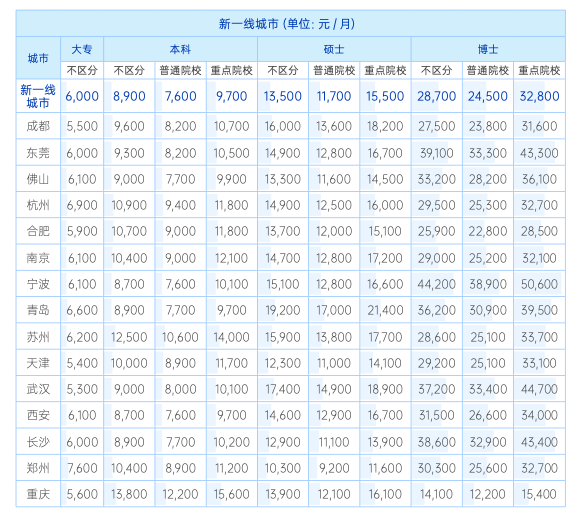 新一线城市 (单位: 元 / 月)
城市 大专 本科 硕士 博士
不区分 不区分 普通院校 重点院校 不区分 普通院校 重点院校 不区分 普通院校 重点院校
新一线城市 6,000 8,900 7,600 9,700 13,500 11,700 15,500 28,700 24,500 32,800
成都 5,500 9,600 8,200 10,700 16,000 13,600 18,200 27,500 23,800 31,600
东莞 6,000 9,300 8,200 10,500 14,900 12,800 16,700 39,100 33,300 43,300
佛山 6,100 9,000 7,700 9,900 13,300 11,600 14,500 33,200 28,200 36,100
杭州 6,900 10,900 9,400 11,800 14,900 12,500 16,000 29,500 25,300 32,700
合肥 5,900 10,700 9,000 11,800 13,700 12,000 15,100 25,900 22,800 28,500
南京 6,100 10,400 9,000 12,100 14,700 12,800 17,200 29,000 25,200 32,100
宁波 6,100 8,700 7,600 10,100 15,100 12,800 16,600 44,200 38,900 50,600
青岛 6,600 8,900 7,700 9,700 19,200 17,000 21,400 36,200 30,900 39,500
苏州 6,200 12,500 10,600 14,000 15,900 13,800 17,700 28,600 25,100 33,700
天津 5,400 10,000 8,900 11,700 12,300 11,000 14,100 29,200 25,100 33,100
武汉 5,300 9,000 8,000 10,100 17,400 14,900 18,900 37,200 33,400 44,700
西安 6,100 8,700 7,600 9,700 14,600 12,900 16,700 31,500 26,600 34,000
长沙 6,000 8,900 7,700 10,200 12,900 11,100 13,900 38,600 32,900 43,400
郑州 7,600 10,400 8,900 11,200 10,300 9,200 11,600 30,300 25,600 32,700
重庆 5,600 13,800 12,200 15,600 13,900 12,100 16,100 14,100 12,200 15,400